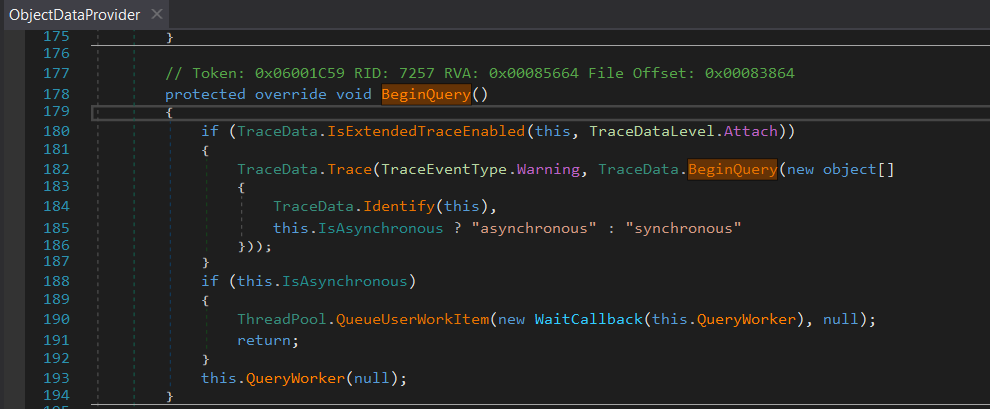 ObjectDataProvider ×
175 }
176
177 // Token: 0x06001C59 RID: 7257 RVA: 0x00085664 File Offset: 0x00083864
178 protected override void BeginQuery()
179 {
180 if (TraceData.IsExtendedTraceEnabled(this, TraceDataLevel.Attach))
181 {
182 TraceData.Trace(TraceEventType.Warning, TraceData.BeginQuery(new object[]
183 {
184 TraceData.Identify(this),
185 this.IsAsynchronous ? "asynchronous" : "synchronous"
186 }));
187 }
188 if (this.IsAsynchronous)
189 {
190 ThreadPool.QueueUserWorkItem(new WaitCallback(this.QueryWorker), null);
191 return;
192 }
193 this.QueryWorker(null);
194 }